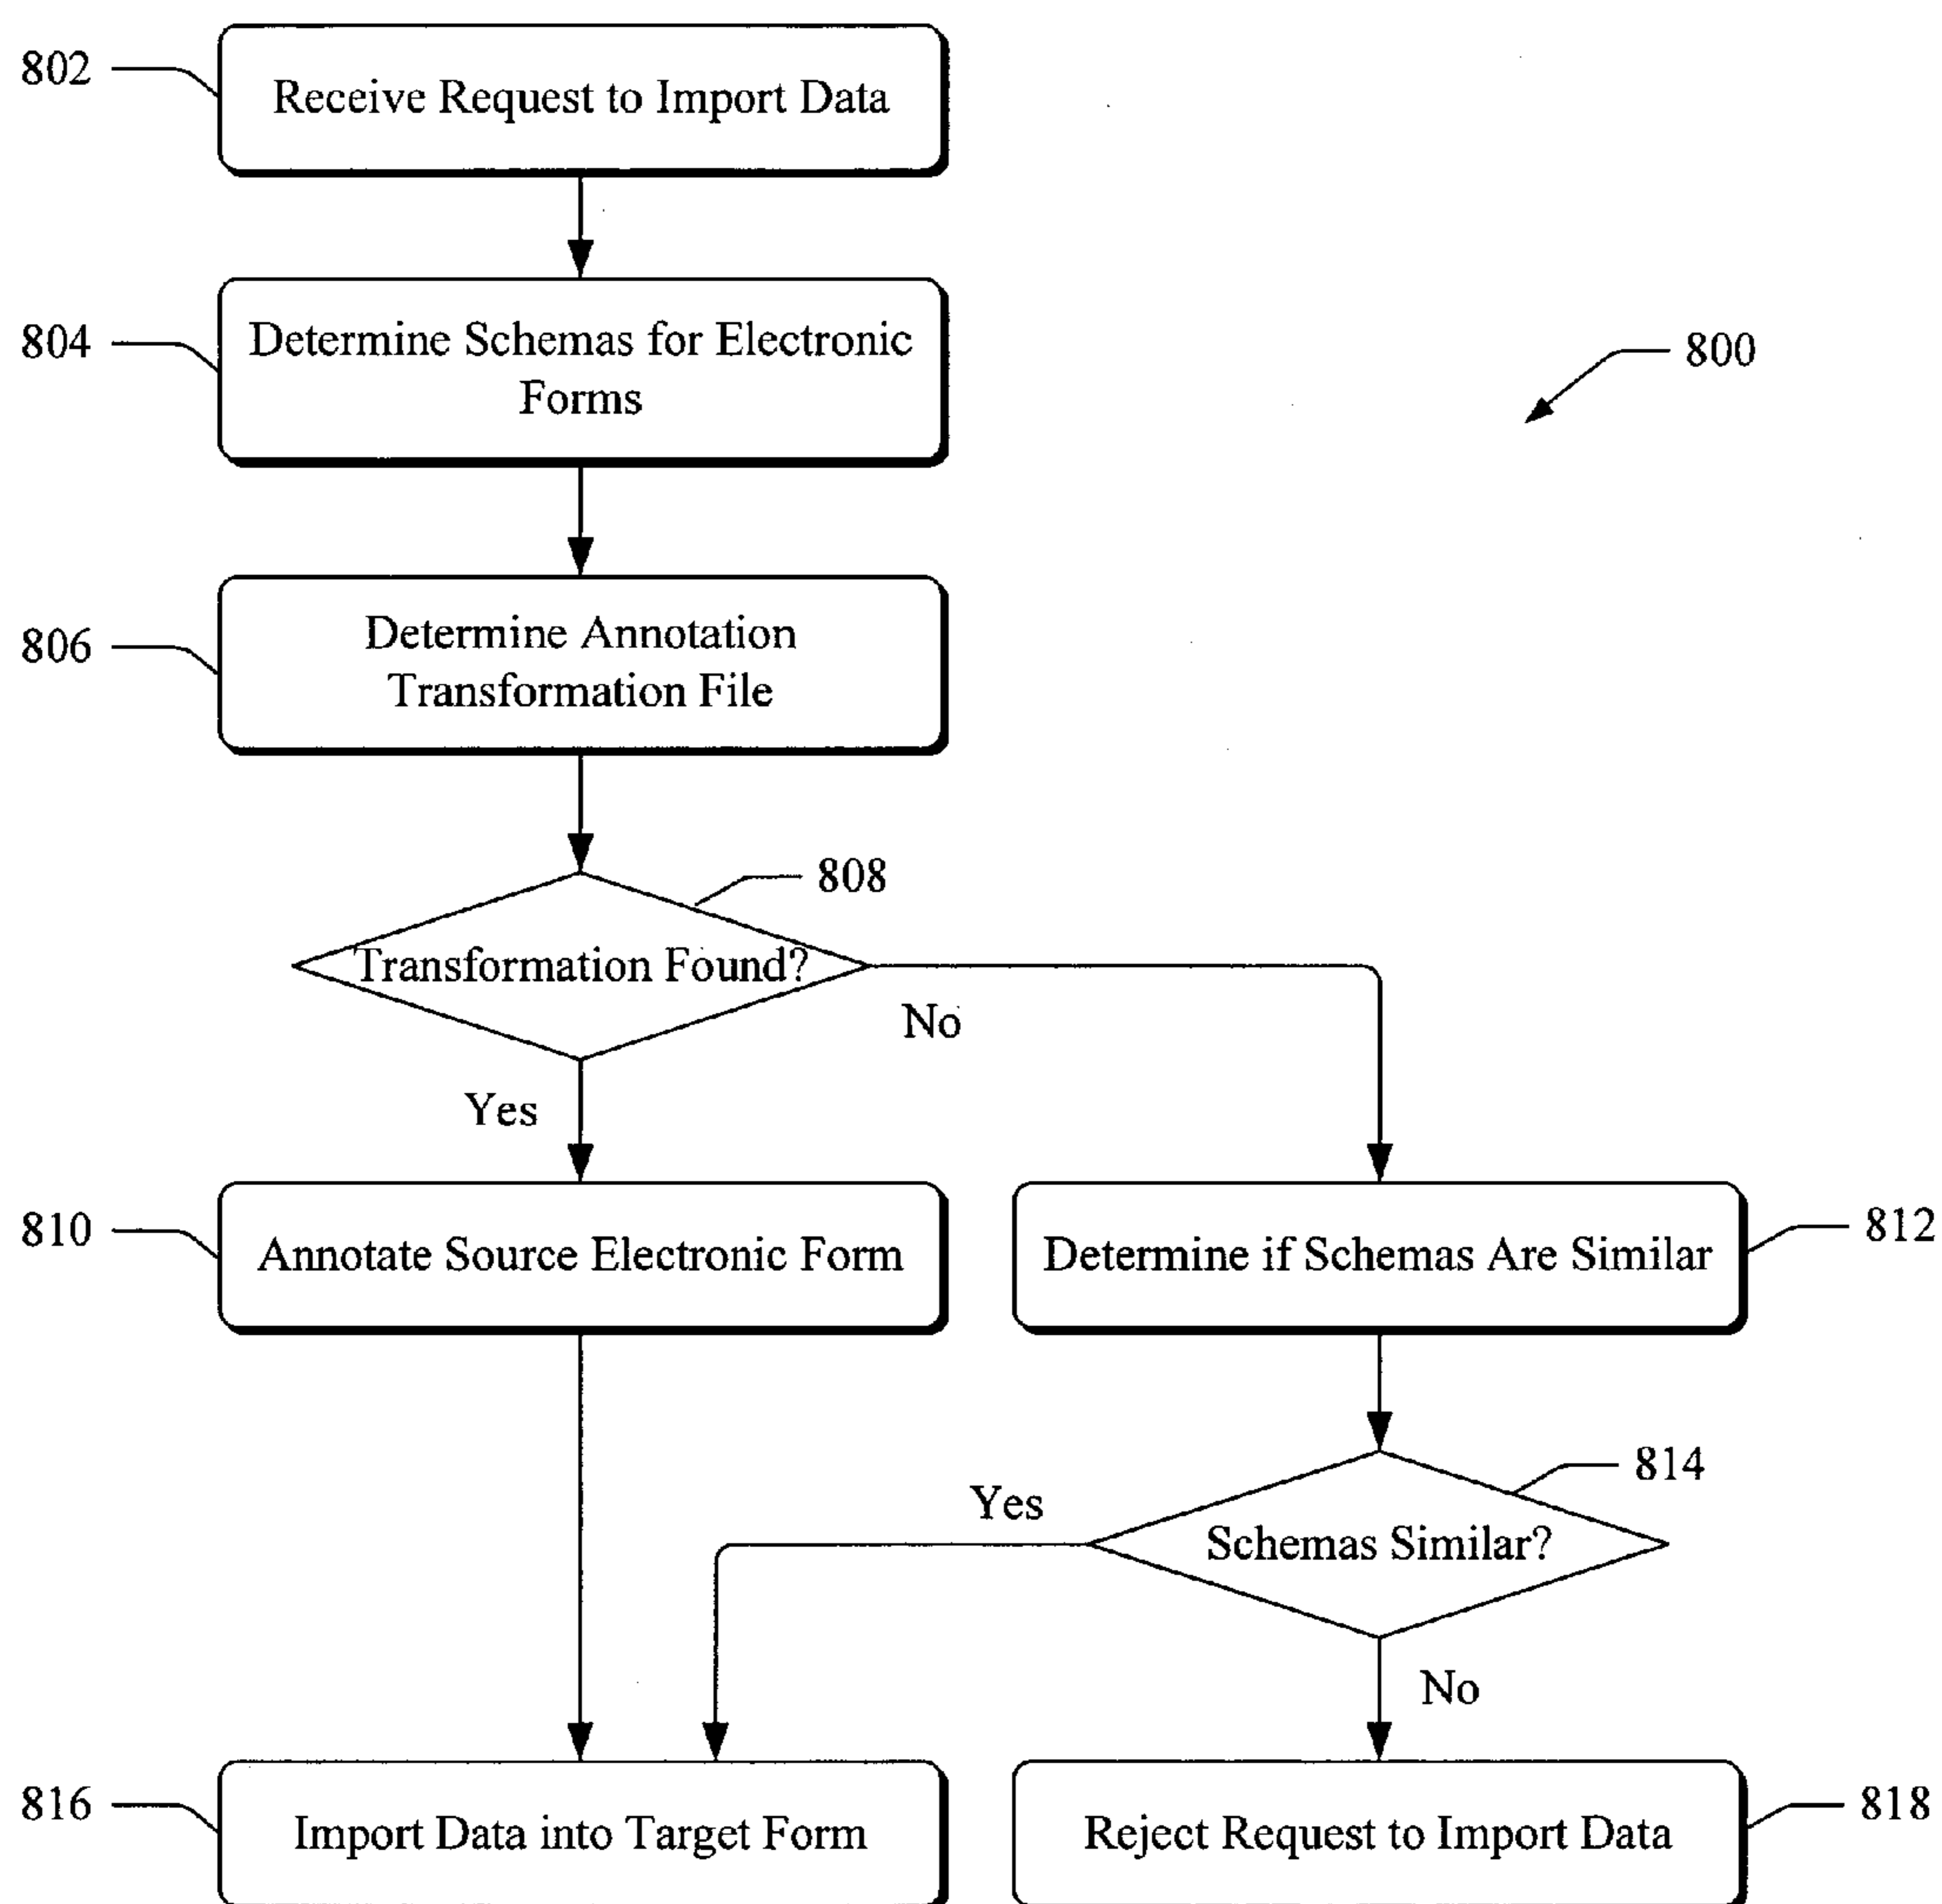 802
Receive Request to Import Data
804
Determine Schemas for Electronic
Forms
800
806
Determine Annotation
Transformation File
808
Transformation Found?
No
Yes
810
Annotate Source Electronic Form
Determine if Schemas Are Similar
812
814
Yes
Schemas Similar?
No
816
Import Data into Target Form
Reject Request to Import Data
818